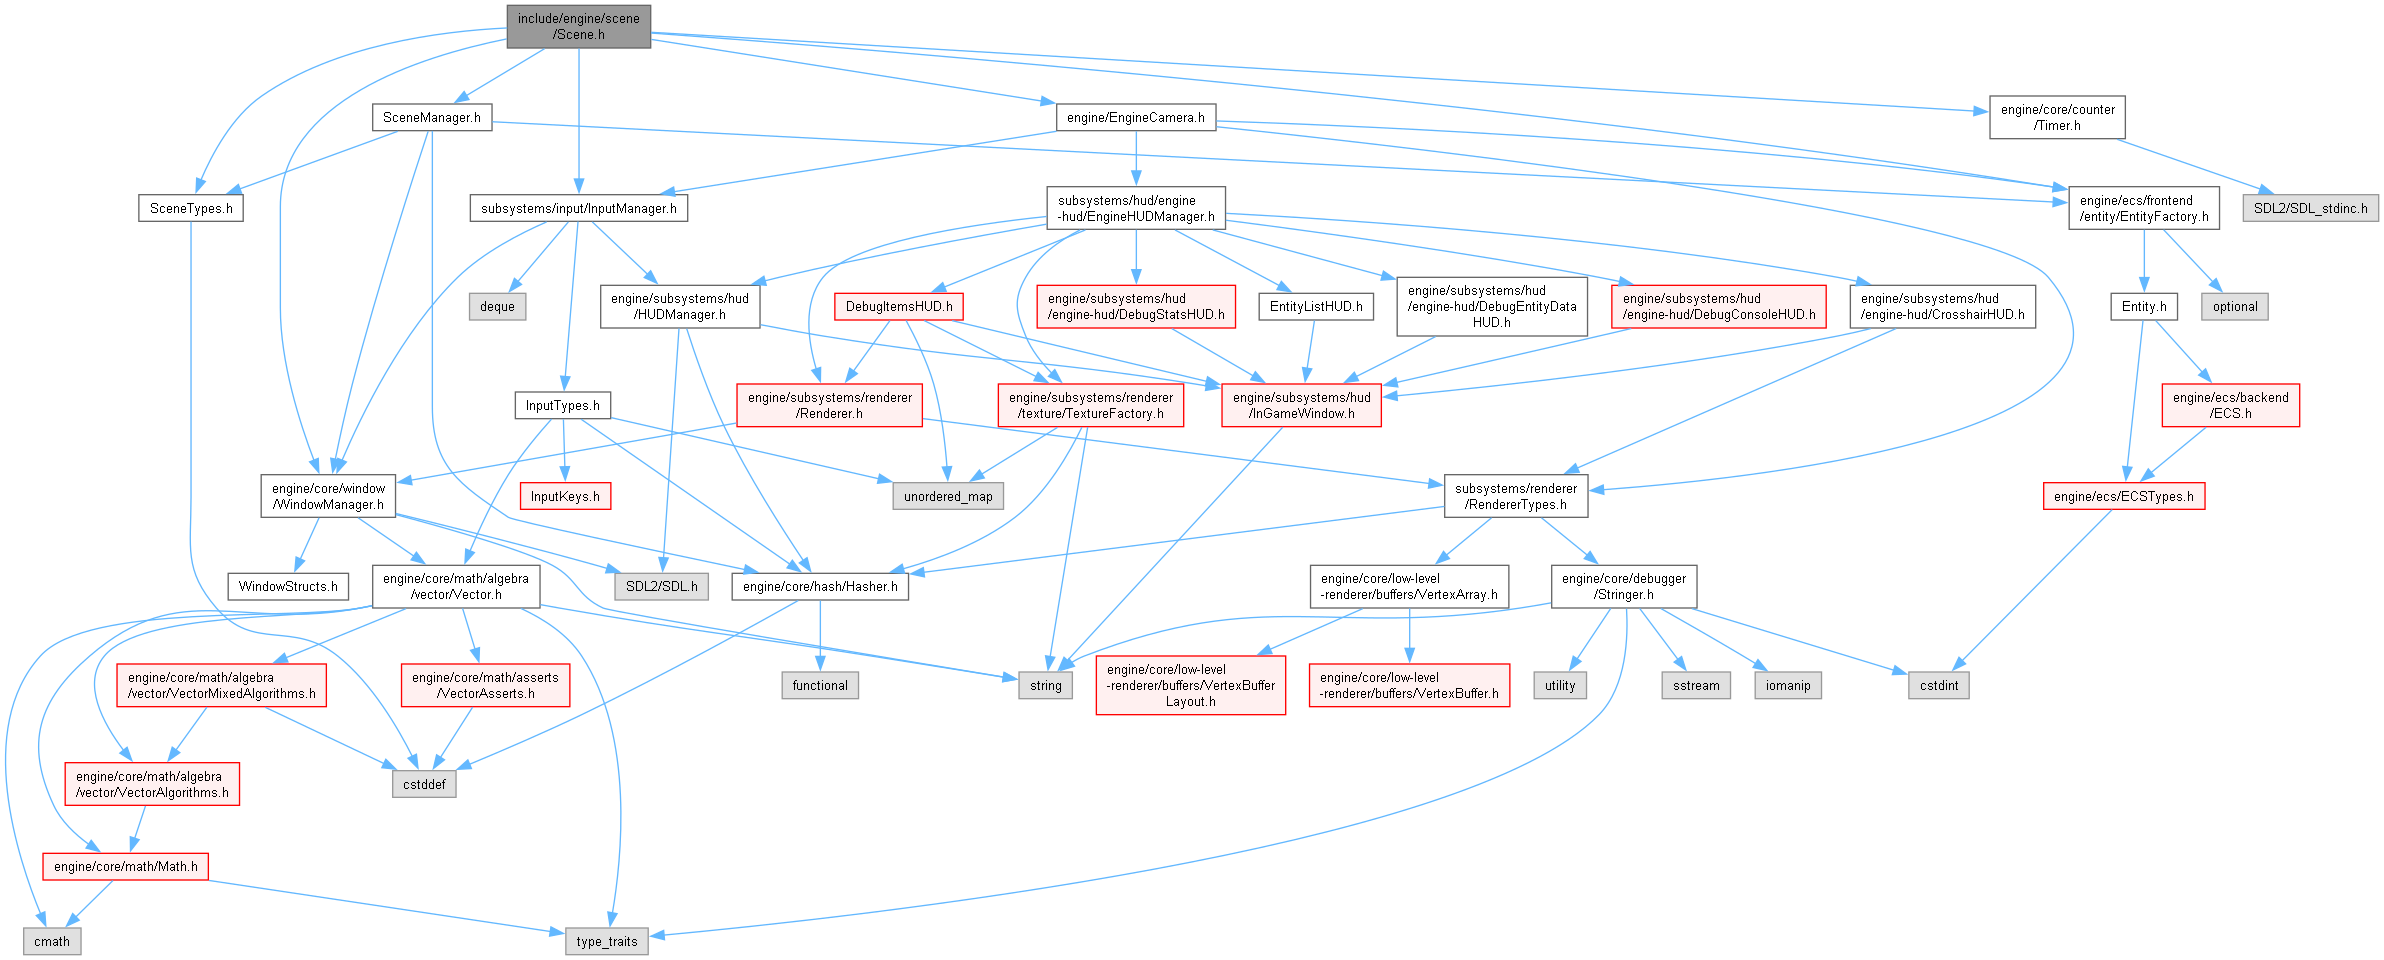 include/engine/scene
/Scene.h
engine/core/counter
/Timer.h
SceneManager.h
engine/EngineCamera.h
SceneTypes.h
subsystems/input/InputManager.h
subsystems/hud/engine
-hud/EngineHUDManager.h
engine/ecs/frontend
/entity/EntityFactory.h
SDL2/SDL_stdinc.h
deque
engine/subsystems/hud
/HUDManager.h
DebugItemsHUD.h
engine/subsystems/hud
/engine-hud/DebugStatsHUD.h
EntityListHUD.h
engine/subsystems/hud
/engine-hud/DebugEntityData
HUD.h
engine/subsystems/hud
/engine-hud/DebugConsoleHUD.h
engine/subsystems/hud
/engine-hud/CrosshairHUD.h
Entity.h
optional
InputTypes.h
engine/subsystems/renderer
/Renderer.h
engine/subsystems/renderer
/texture/TextureFactory.h
engine/subsystems/hud
/InGameWindow.h
engine/ecs/backend
/ECS.h
engine/core/window
/WindowManager.h
InputKeys.h
unordered_map
subsystems/renderer
/RendererTypes.h
engine/ecs/ECSTypes.h
WindowStructs.h
engine/core/math/algebra
/vector/Vector.h
SDL2/SDL.h
engine/core/hash/Hasher.h
engine/core/low-level
-renderer/buffers/VertexArray.h
engine/core/debugger
/Stringer.h
engine/core/math/algebra
/vector/VectorMixedAlgorithms.h
engine/core/math/asserts
/VectorAsserts.h
functional
string
engine/core/low-level
-renderer/buffers/VertexBuffer
Layout.h
engine/core/low-level
-renderer/buffers/VertexBuffer.h
utility
sstream
iomanip
cstdint
engine/core/math/algebra
/vector/VectorAlgorithms.h
cstddef
engine/core/math/Math.h
cmath
type_traits